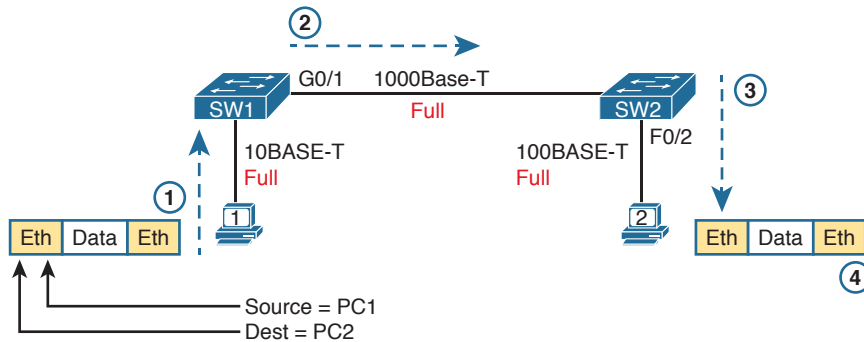 2
G0/1 1000Base-T
SW1
Full
SW2
3
F0/2
10BASE-T
Full
100BASE-T
Full
1
1
2
Eth Data Eth
Eth Data Eth
4
Source = PC1
Dest = PC2